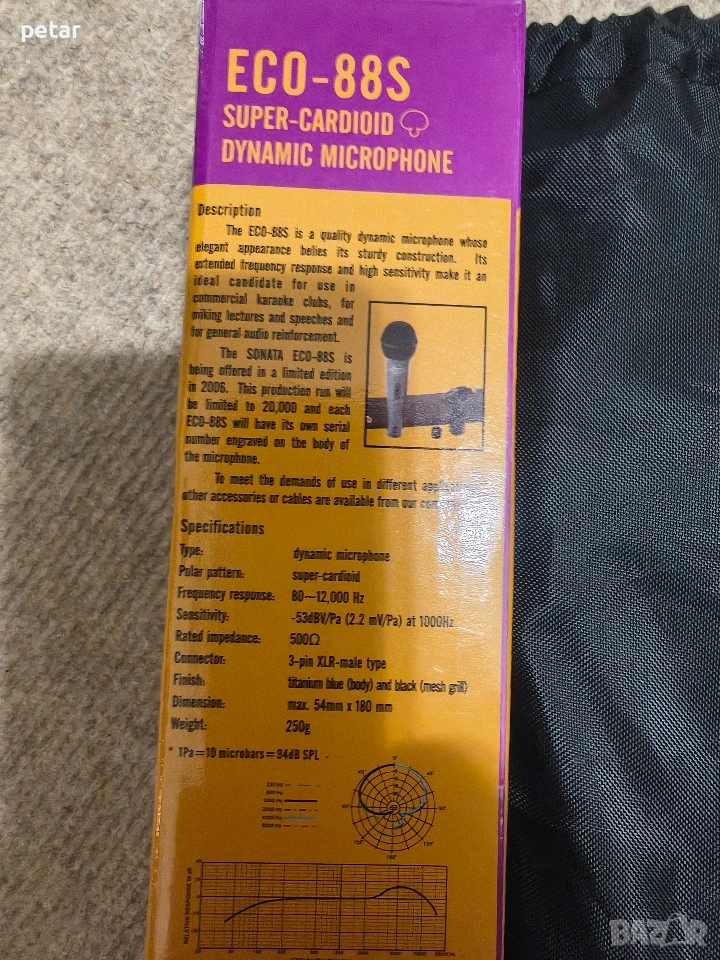 petar
ECO-88S
SUPER-CARDIOID
DYNAMIC MICROPHONE
Description
The ECO-88S is a quality dynamic microphone whose
elegant appearance belies its sturdy construction. Its
extended frequency response and high sensitivity make it an
ideal candidate for use in
commercial karaoke clubs, for
miking lectures and speeches and
for general audio reinforcement.
The SONATA ECO-88S is
being offered in a limited edition
in 2006. This production run will
be limited to 20,000 and each
ECO-88S will have its own serial
number engraved on the body of
the microphone.
To meet the demands of use in different
other accessories or cables are available from our
Specifications
Type: dynamic microphone
Polar pattern: super-cardioid
Frequency response: 80~12,000 Hz
Sensitivity: -53dBV/Pa (2.2 mV/Pa) at 1000Hz
Rated impedance: 500Ω
Connector: 3-pin XLR-male type
Finish: titanium blue (body) and black (mesh grill)
Dimension: max. 54mm x 180 mm
Weight: 250g
* 1Pa=10 microbars=94dB SPL
RELATIVE RESPONSE IN dB
BAZAR